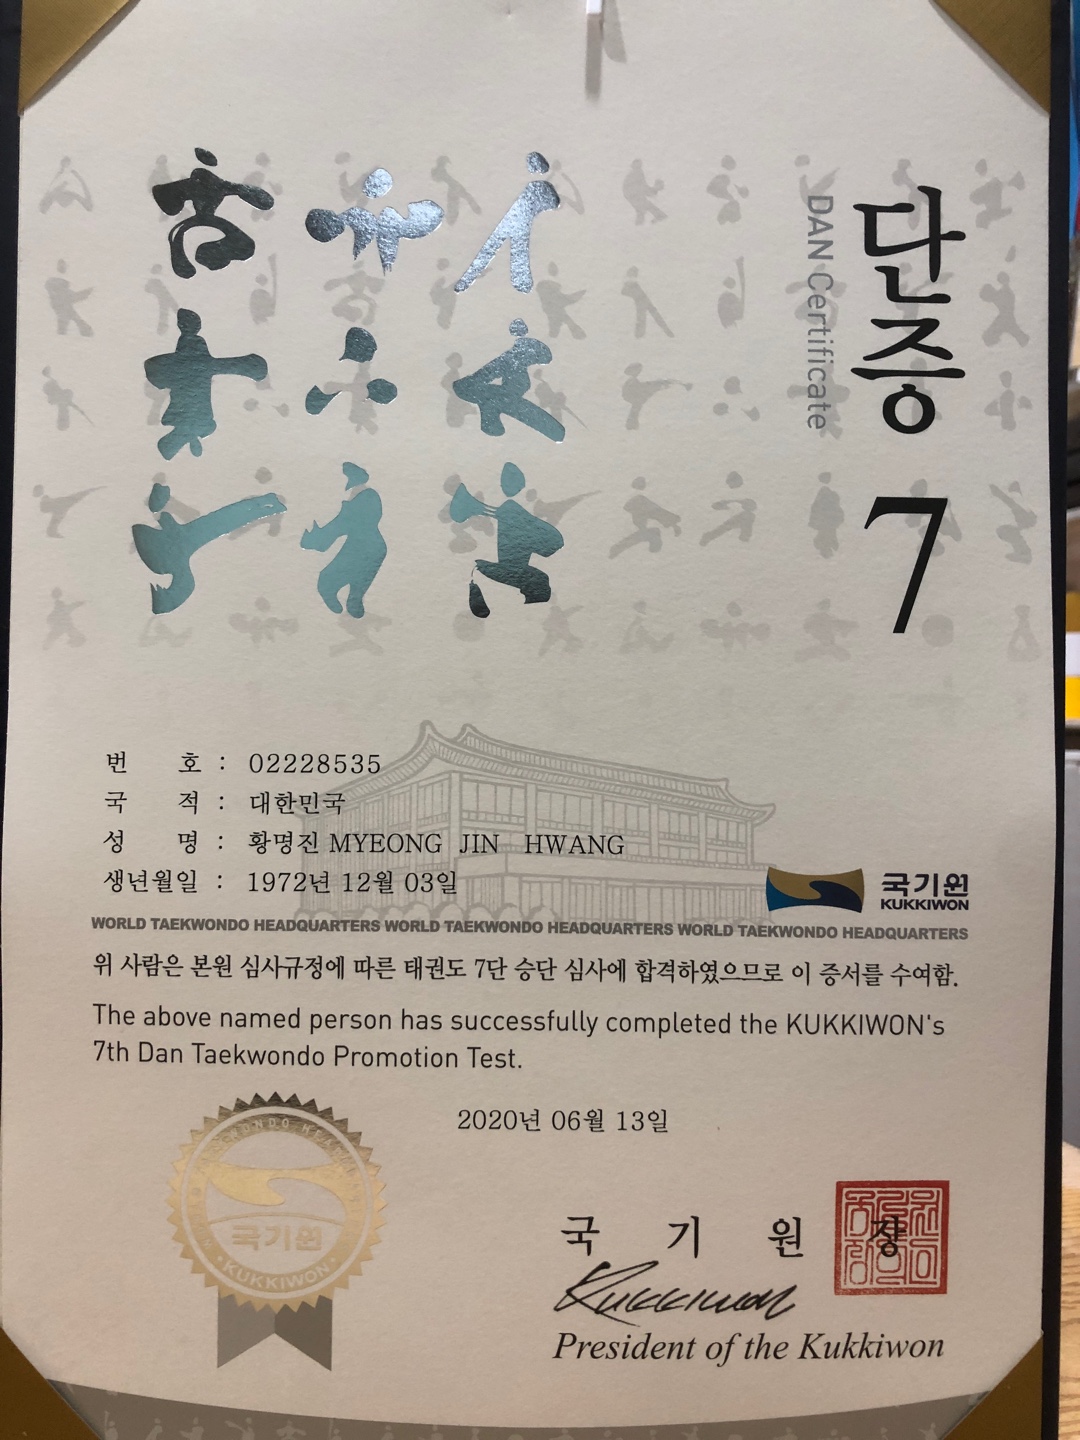 단증 7
DAN Certificate
번 호 : 02228535
국 적 : 대한민국
성 명 : 황명진 MYEONG JIN HWANG
생년월일 : 1972년 12월 03일
국기원
KUKKIWON
WORLD TAEKWONDO HEADQUARTERS WORLD TAEKWONDO HEADQUARTERS WORLD TAEKWONDO HEADQUARTERS
위 사람은 본원 심사규정에 따른 태권도 7단 승단 심사에 합격하였으므로 이 증서를 수여함.
The above named person has successfully completed the KUKKIWON's
7th Dan Taekwondo Promotion Test.
2020년 06월 13일
국기원
·KUKKIWON·
국 기 원 장
Kukkiwon
President of the Kukkiwon